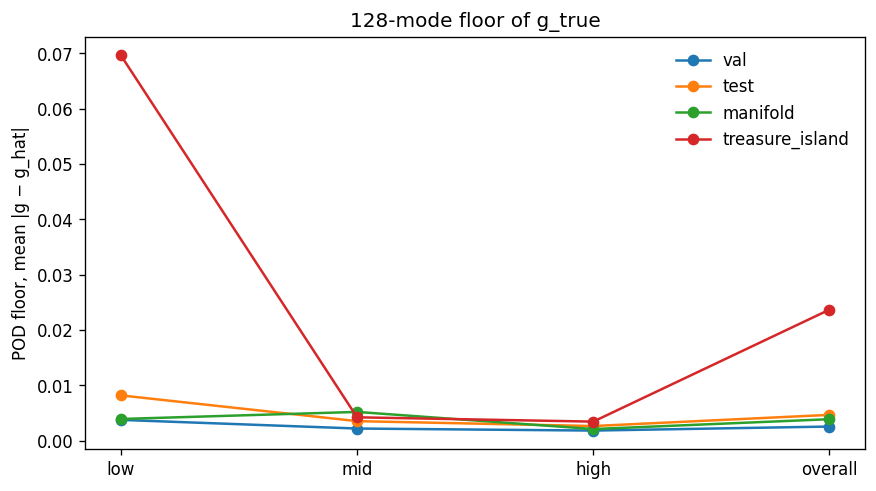 128-mode floor of g_true
POD floor, mean |g − g_hat|
0.07
0.06
0.05
0.04
0.03
0.02
0.01
0.00
val
test
manifold
treasure_island
low
mid
high
overall